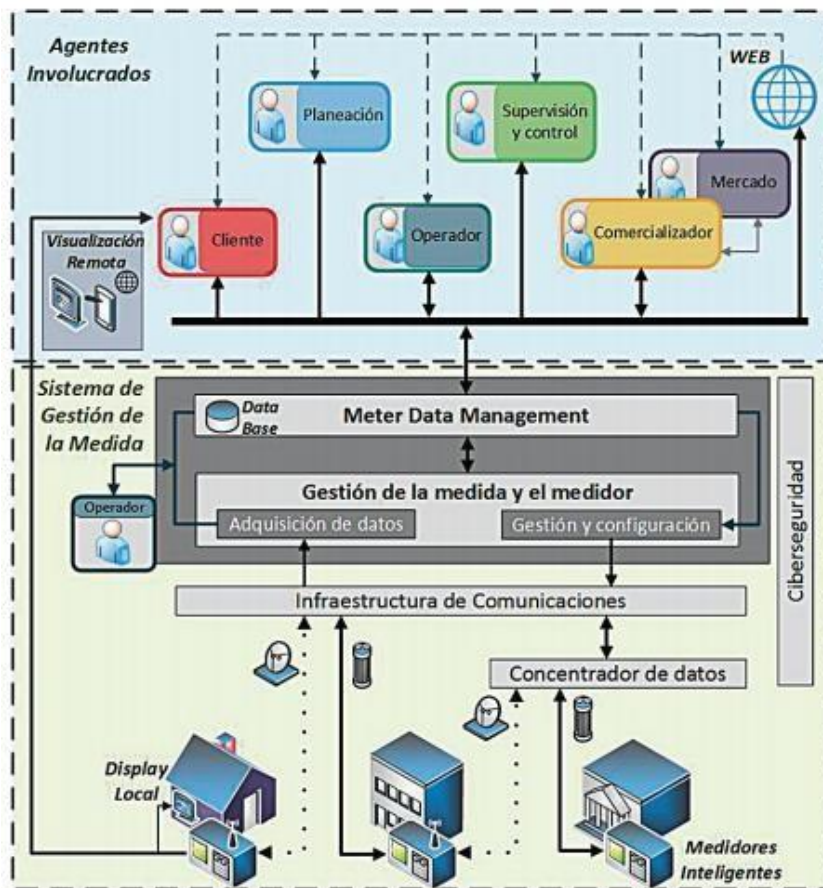 Agentes
Involucrados
WEB
Planeación
Supervisión
y control
Mercado
Cliente
Operador
Comercializador
Visualización
Remota
Sistema de
Gestión de
la Medida
Data
Base
Meter Data Management
Gestión de la medida y el medidor
Operador
Adquisición de datos
Gestión y configuración
Ciberseguridad
Infraestructura de Comunicaciones
Concentrador de datos
Display
Local
Medidores
Inteligentes